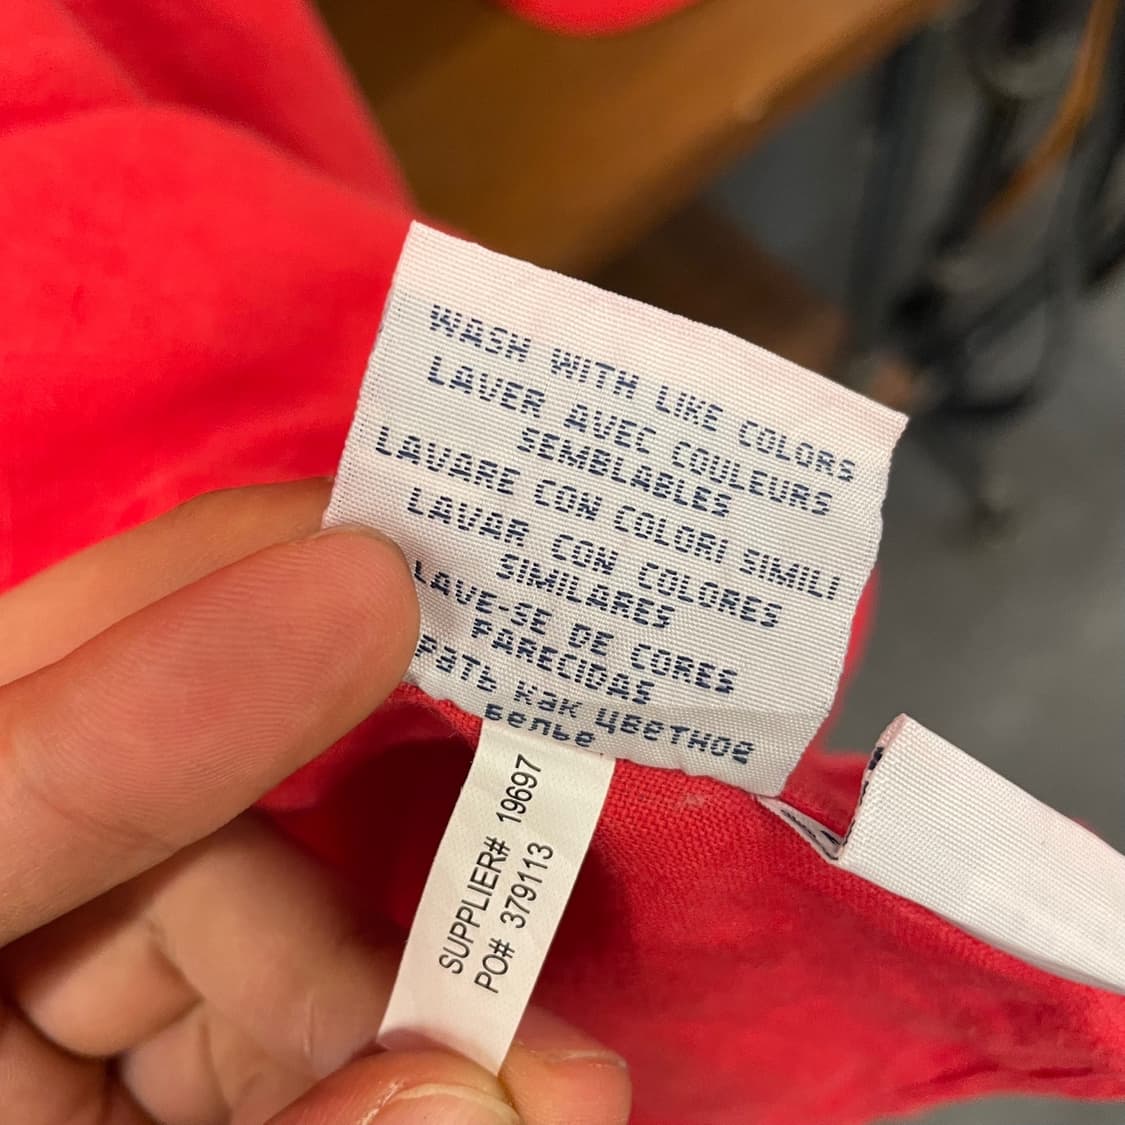 WASH WITH LIKE COLORS
LAVER AVEC COULEURS
SEMBLABLES
LAVARE CON COLORI SIMILI
LAVAR CON COLORES
SIMILARES
LAVE-SE DE CORES
PARECIDAS
как цветное
белье
SUPPLIER# 19697
PO# 379113